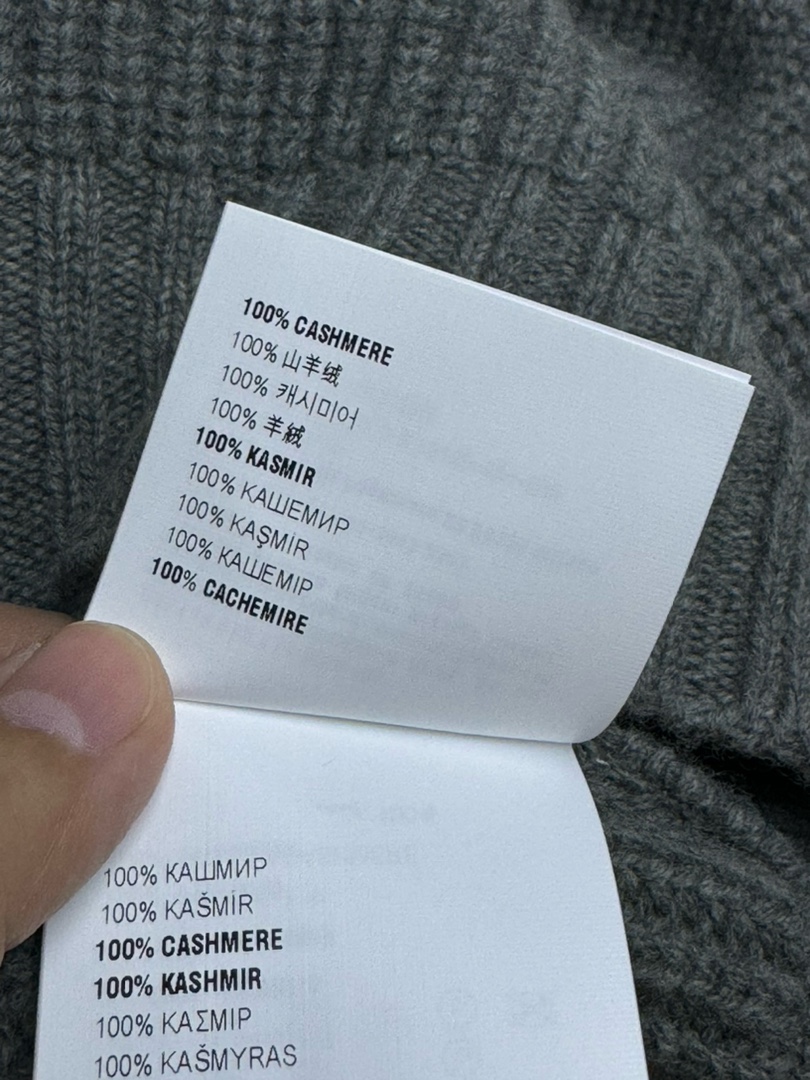 100% CASHMERE
100% 山羊绒
100% 캐시미어
100% 羊絨
100% KASMIR
100% КАШЕМИР
100% KAŞMIR
100% КАШЕМІР
100% CACHEMIRE
100% КАШМИР
100% KAŠMÍR
100% CASHMERE
100% KASHMIR
100% ΚΑΣΜΙΡ
100% KAŠMYRAS